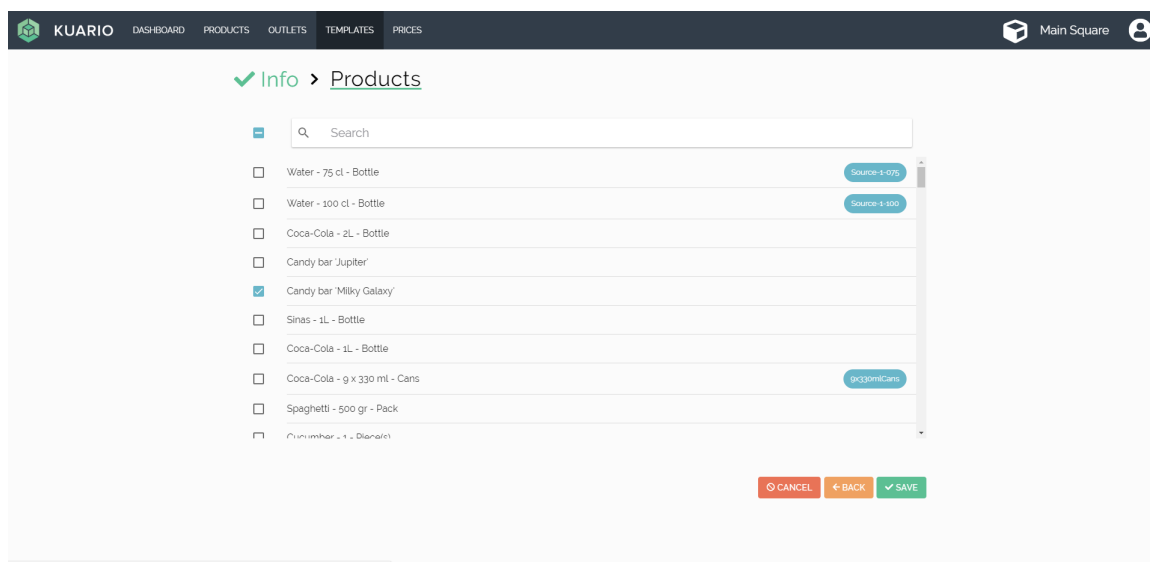 KUARIO DASHBOARD PRODUCTS OUTLETS TEMPLATES PRICES Main Square
Info > Products
Search
Water - 75 cl - Bottle Source-1-075
Water - 100 cl - Bottle Source-1-100
Coca-Cola - 2L - Bottle
Candy bar 'Jupiter'
Candy bar 'Milky Galaxy'
Sinas - 1L - Bottle
Coca-Cola - 1L - Bottle
Coca-Cola - 9 x 330 ml - Cans 9x330mlCans
Spaghetti - 500 gr - Pack
Cucumber - 1 - Piece(s)
CANCEL BACK SAVE